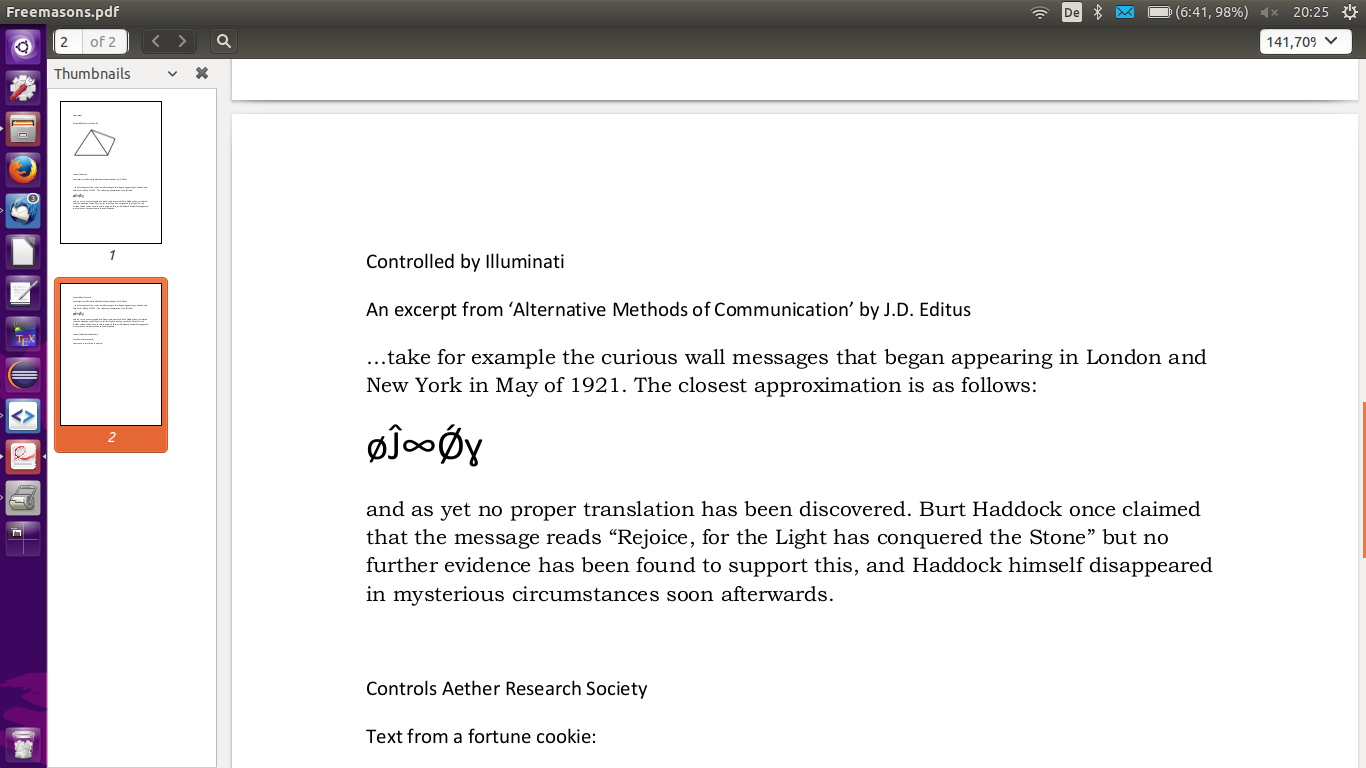 Freemasons.pdf
De
(6:41, 98%)
20:25
2 of 2
141,70%
Thumbnails
3
TEX
1
2
Controlled by Illuminati
An excerpt from ‘Alternative Methods of Communication’ by J.D. Editus
…take for example the curious wall messages that began appearing in London and
New York in May of 1921. The closest approximation is as follows:
øĴ∞Ǿɣ
and as yet no proper translation has been discovered. Burt Haddock once claimed
that the message reads “Rejoice, for the Light has conquered the Stone” but no
further evidence has been found to support this, and Haddock himself disappeared
in mysterious circumstances soon afterwards.
Controls Aether Research Society
Text from a fortune cookie: